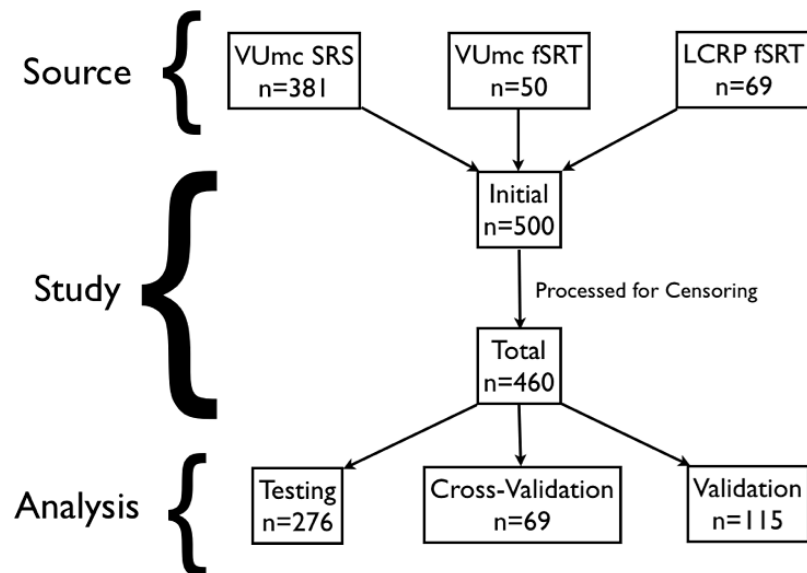 Source
VUmc SRS
n=381
VUmc fSRT
n=50
LCRP fSRT
n=69
Study
Initial
n=500
Processed for Censoring
Total
n=460
Analysis
Testing
n=276
Cross-Validation
n=69
Validation
n=115